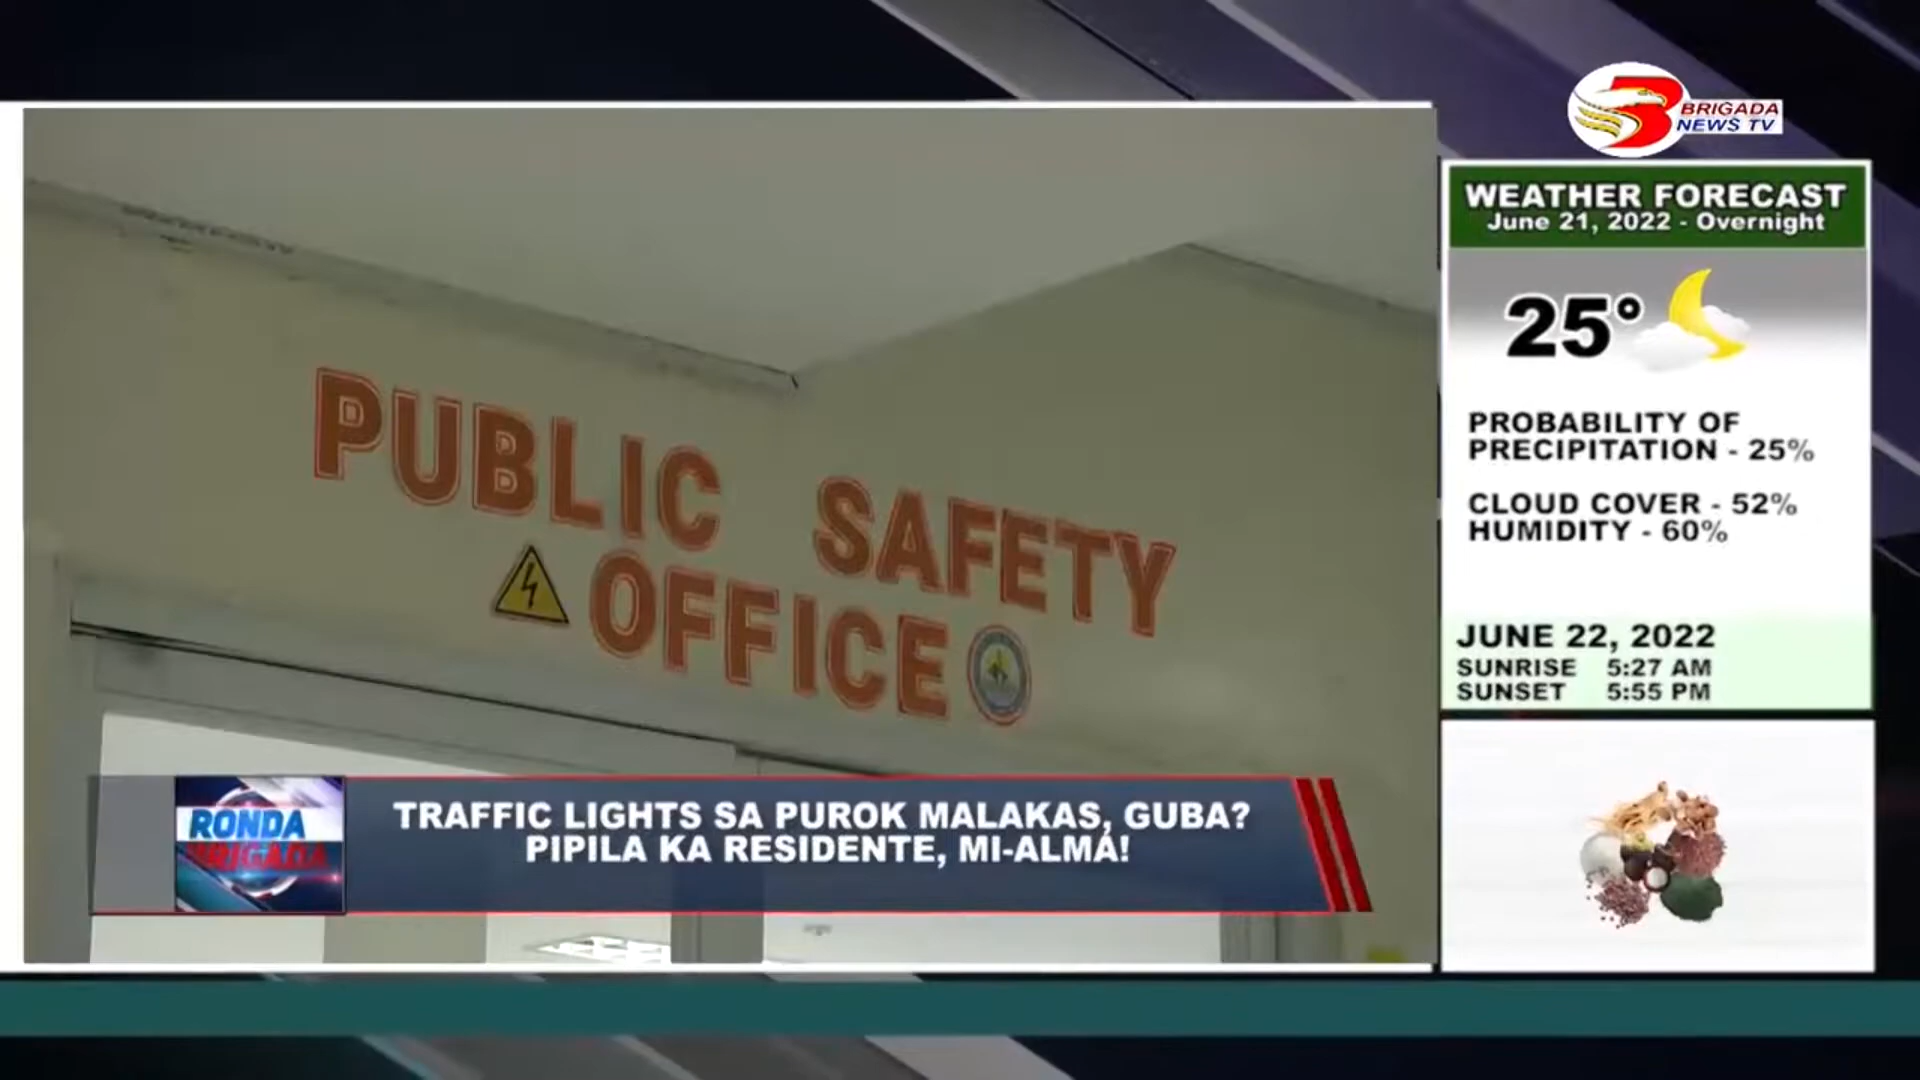 BRIGADA
NEWS TV
WEATHER FORECAST
June 21, 2022 - Overnight
25°
PROBABILITY OF
PRECIPITATION - 25%
CLOUD COVER - 52%
HUMIDITY - 60%
JUNE 22, 2022
SUNRISE 5:27 AM
SUNSET 5:55 PM
PUBLIC SAFETY
OFFICE
RONDA
BRIGADA
TRAFFIC LIGHTS SA PUROK MALAKAS, GUBA?
PIPILA KA RESIDENTE, MI-ALMA!